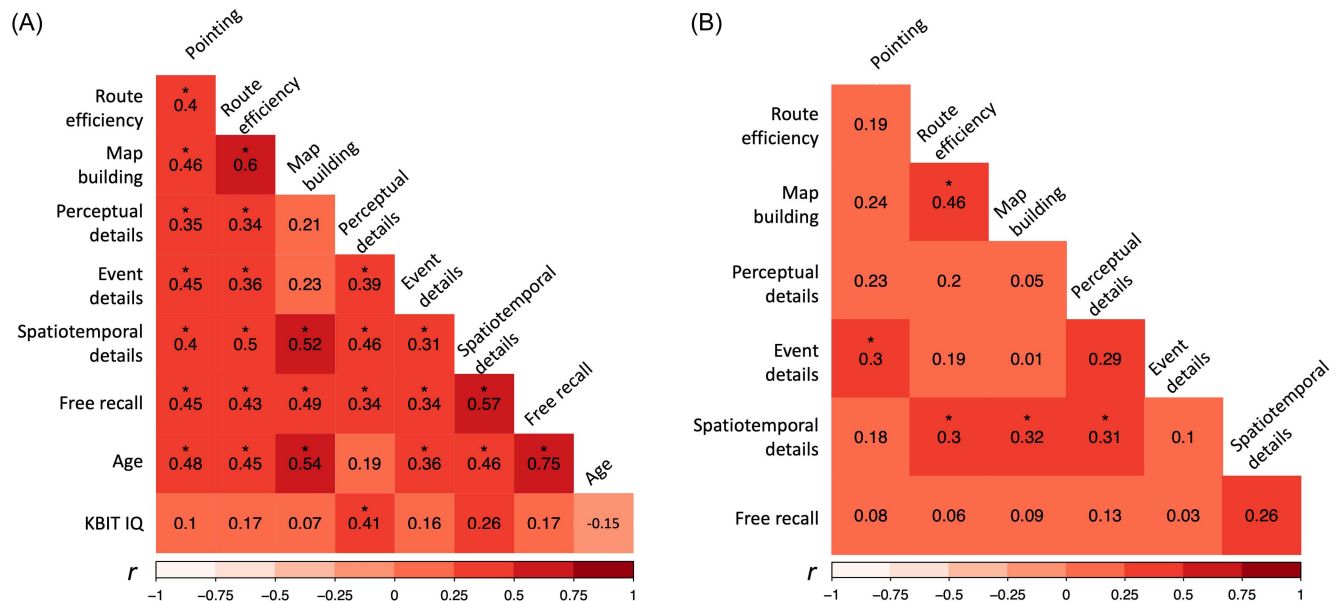 (A)
Pointing
Route
efficiency
*
0.4
Route
efficiency
Map
building
*
0.46
*
0.6
Map
building
Perceptual
details
*
0.35
*
0.34
0.21
Perceptual
details
Event
details
*
0.45
*
0.36
0.23
*
0.39
Event
details
Spatiotemporal
details
*
0.4
*
0.5
*
0.52
*
0.46
*
0.31
Spatiotemporal
details
Free recall
*
0.45
*
0.43
*
0.49
*
0.34
*
0.34
*
0.57
Free recall
Age
*
0.48
*
0.45
*
0.54
0.19
*
0.36
*
0.46
*
0.75
Age
KBIT IQ
0.1
0.17
0.07
*
0.41
0.16
0.26
0.17
-0.15
r
−1 −0.75 −0.5 −0.25 0 0.25 0.5 0.75 1
(B)
Pointing
Route
efficiency
0.19
Route
efficiency
Map
building
0.24
*
0.46
Map
building
Perceptual
details
0.23
0.2
0.05
Perceptual
details
Event
details
*
0.3
0.19
0.01
0.29
Event
details
Spatiotemporal
details
0.18
*
0.3
*
0.32
*
0.31
0.1
Spatiotemporal
details
Free recall
0.08
0.06
0.09
0.13
0.03
0.26
r
−1 −0.75 −0.5 −0.25 0 0.25 0.5 0.75 1